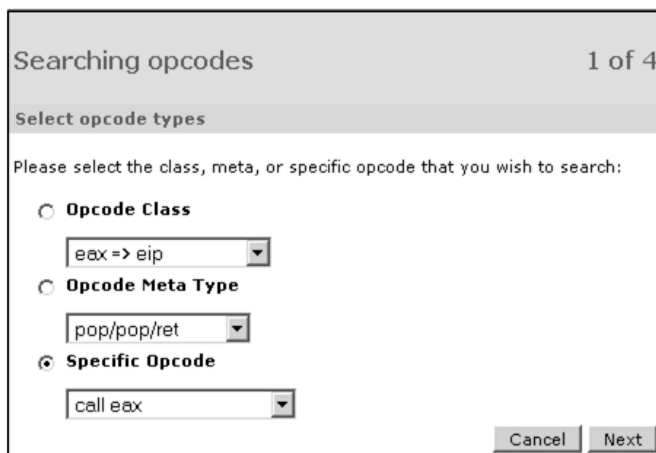 Searching opcodes 1 of 4
Select opcode types
Please select the class, meta, or specific opcode that you wish to search:
Opcode Class
eax => eip
Opcode Meta Type
pop/pop/ret
Specific Opcode
call eax
Cancel Next